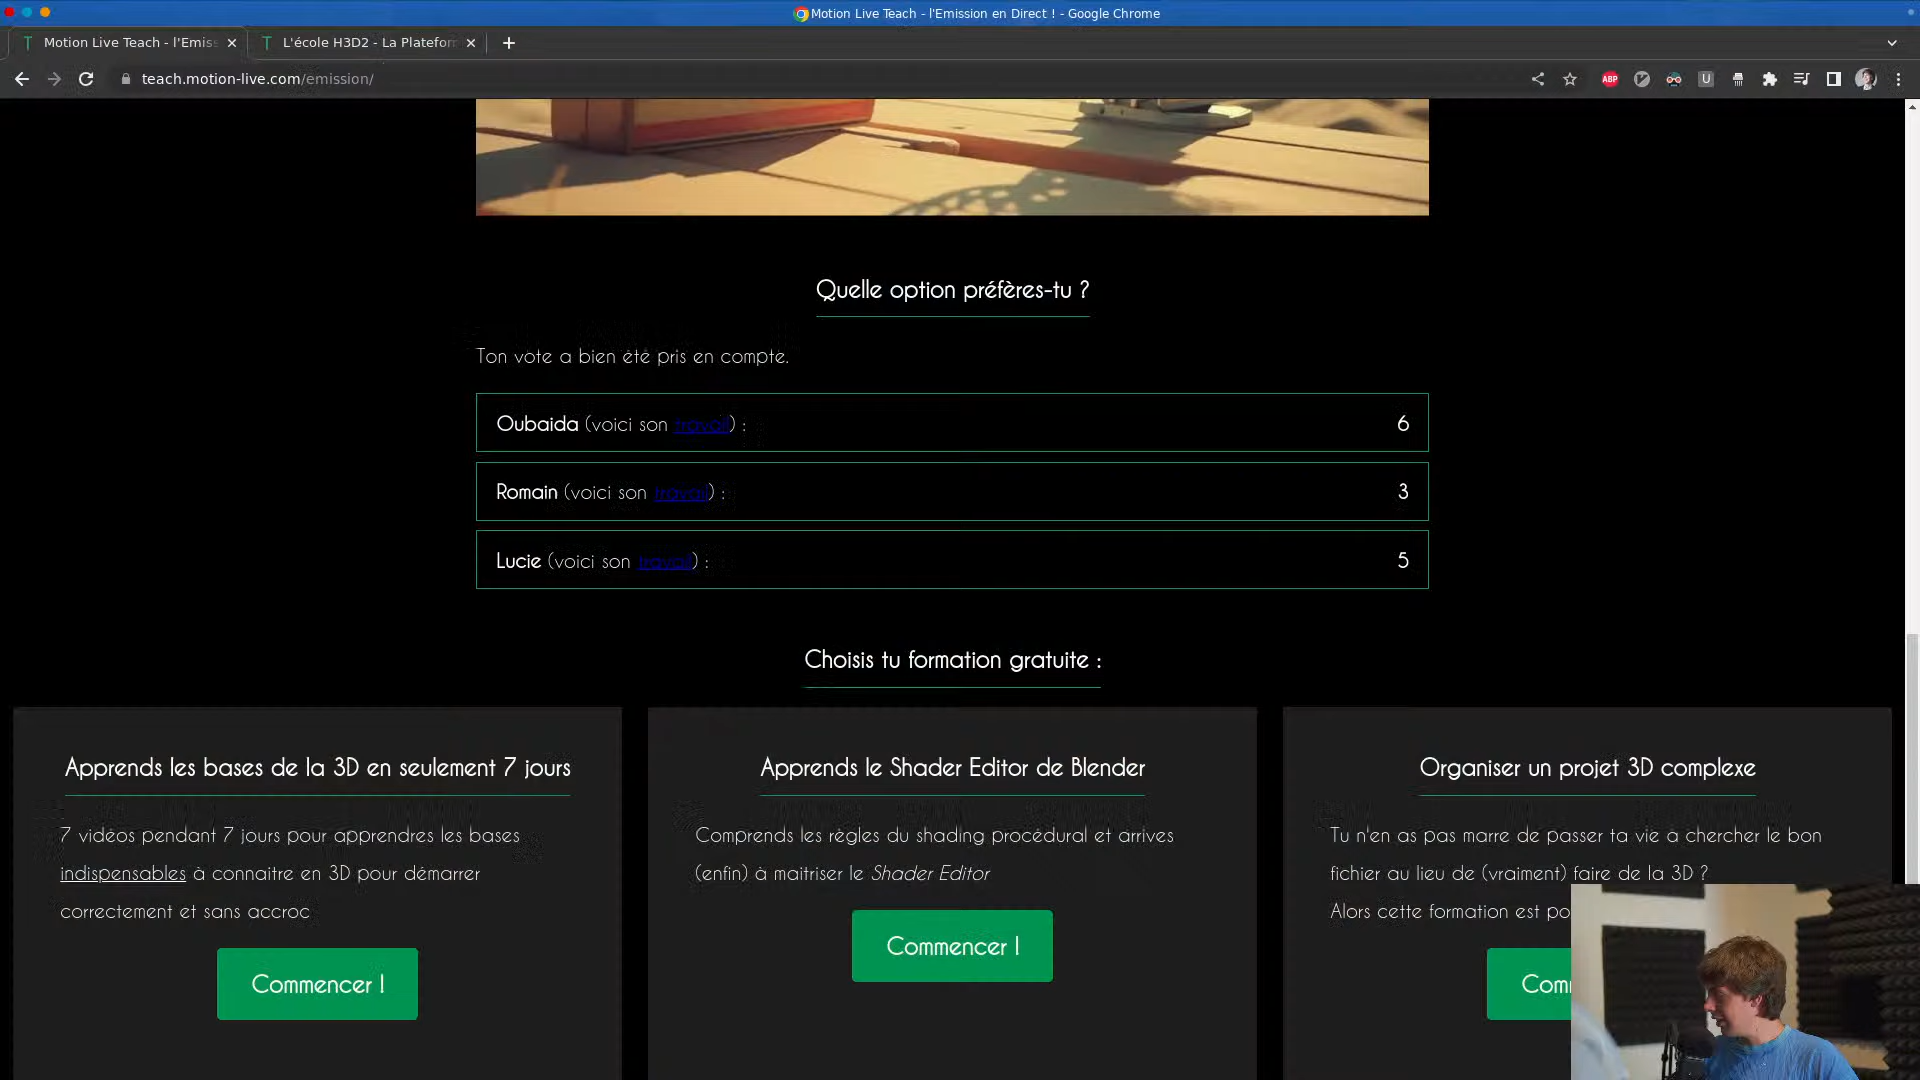 Motion Live Teach - l'Emission en Direct ! - Google Chrome
Motion Live Teach - l'Emiss
L'école H3D2 - La Platefor
teach.motion-live.com/emission/
ABP
U
Quelle option préfères-tu ?
Ton vote a bien été pris en compte.
Oubaida (voici son travail) : 6
Romain (voici son travail) : 3
Lucie (voici son travail) : 5
Choisis tu formation gratuite :
Apprends les bases de la 3D en seulement 7 jours
7 vidéos pendant 7 jours pour apprendres les bases
indispensables à connaitre en 3D pour démarrer
correctement et sans accroc
Commencer !
Apprends le Shader Editor de Blender
Comprends les règles du shading procédural et arrives
(enfin) à maitriser le Shader Editor
Commencer !
Organiser un projet 3D complexe
Tu n'en as pas marre de passer ta vie à chercher le bon
fichier au lieu de (vraiment) faire de la 3D ?
Alors cette formation est po
Com